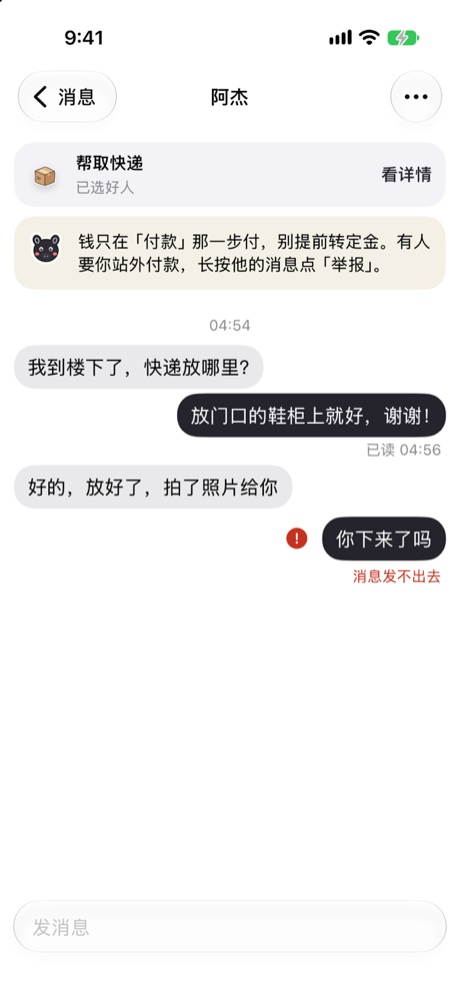 9:41
消息
阿杰
帮取快递
已选好人
看详情
钱只在「付款」那一步付，别提前转定金。有人
要你站外付款，长按他的消息点「举报」。
04:54
我到楼下了，快递放哪里？
放门口的鞋柜上就好，谢谢！
已读 04:56
好的，放好了，拍了照片给你
你下来了吗
消息发不出去
发消息